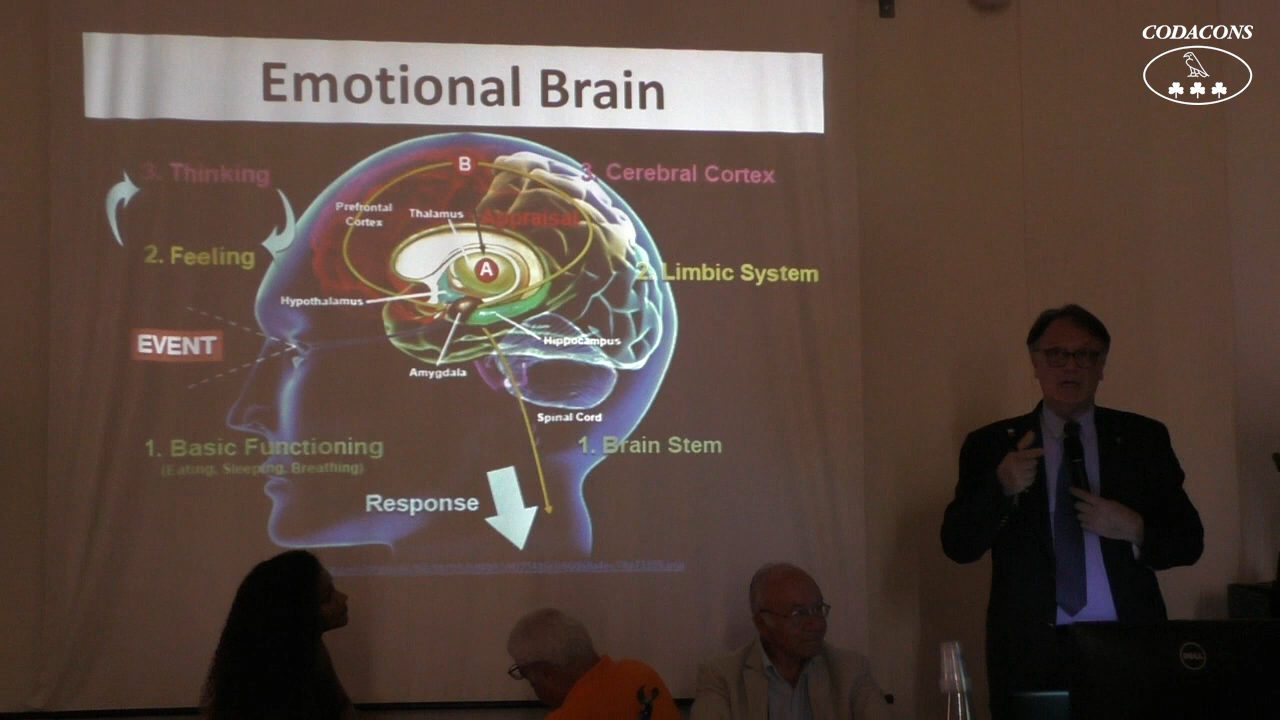 CODACONS
Emotional Brain
3. Thinking
B
3. Cerebral Cortex
Prefrontal
Cortex
Thalamus
Appraisal
2. Feeling
A
2. Limbic System
Hypothalamus
EVENT
Hippocampus
Amygdala
Spinal Cord
1. Basic Functioning
(Eating, Sleeping, Breathing)
1. Brain Stem
Response
DELL